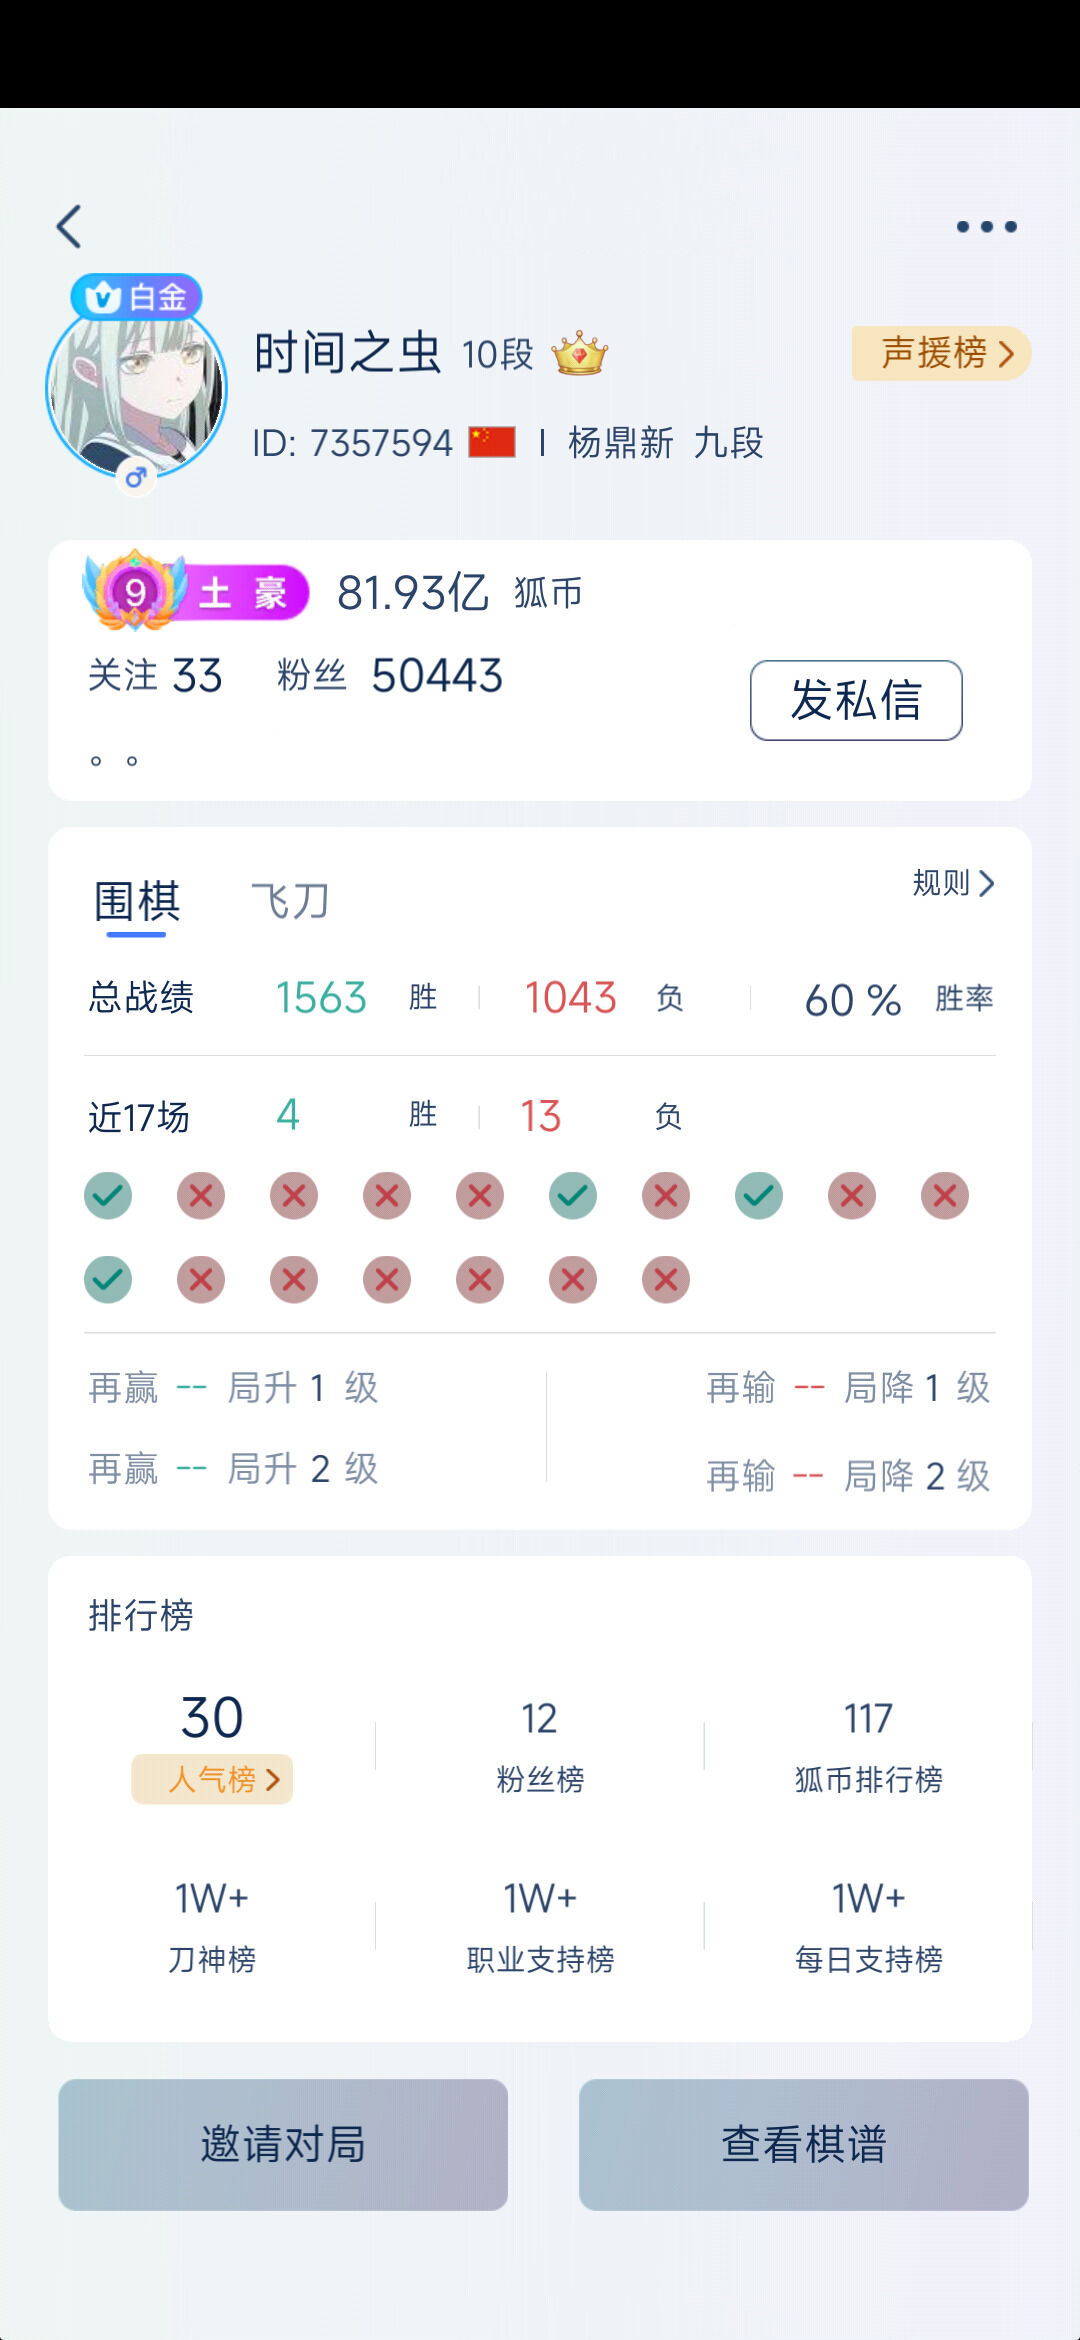 白金
时间之虫 10段
声援榜
ID: 7357594 | 杨鼎新 九段
9 土豪 81.93亿 狐币
关注 33 粉丝 50443
发私信
。。
围棋 飞刀 规则
总战绩 1563 胜 1043 负 60 % 胜率
近17场 4 胜 13 负
再赢 -- 局升 1 级 再输 -- 局降 1 级
再赢 -- 局升 2 级 再输 -- 局降 2 级
排行榜
30 12 117
人气榜 粉丝榜 狐币排行榜
1W+ 1W+ 1W+
刀神榜 职业支持榜 每日支持榜
邀请对局 查看棋谱